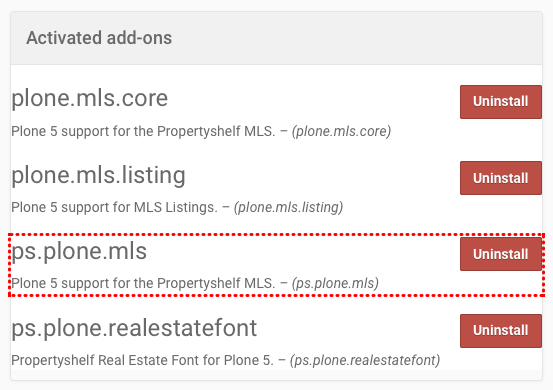 Activated add-ons
plone.mls.core
Uninstall
Plone 5 support for the Propertyshelf MLS. – (plone.mls.core)
plone.mls.listing
Uninstall
Plone 5 support for MLS Listings. – (plone.mls.listing)
ps.plone.mls
Uninstall
Plone 5 support for the Propertyshelf MLS. – (ps.plone.mls)
ps.plone.realestatefont
Uninstall
Propertyshelf Real Estate Font for Plone 5. – (ps.plone.realestatefont)